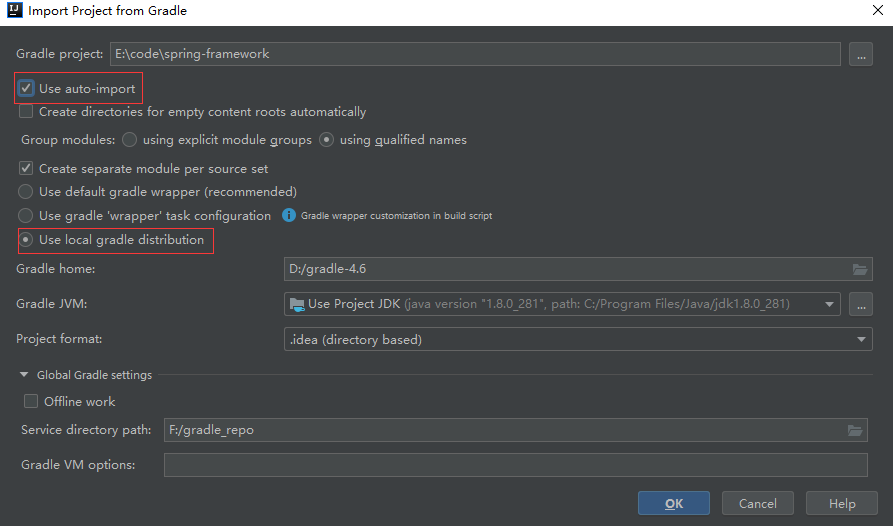 IJ Import Project from Gradle
Gradle project: E:\code\spring-framework ...
Use auto-import
Create directories for empty content roots automatically
Group modules: using explicit module groups using qualified names
Create separate module per source set
Use default gradle wrapper (recommended)
Use gradle 'wrapper' task configuration i Gradle wrapper customization in build script
Use local gradle distribution
Gradle home: D:/gradle-4.6
Gradle JVM: Use Project JDK (java version "1.8.0_281", path: C:/Program Files/Java/jdk1.8.0_281) ...
Project format: .idea (directory based)
Global Gradle settings
Offline work
Service directory path: F:/gradle_repo
Gradle VM options:
OK Cancel Help